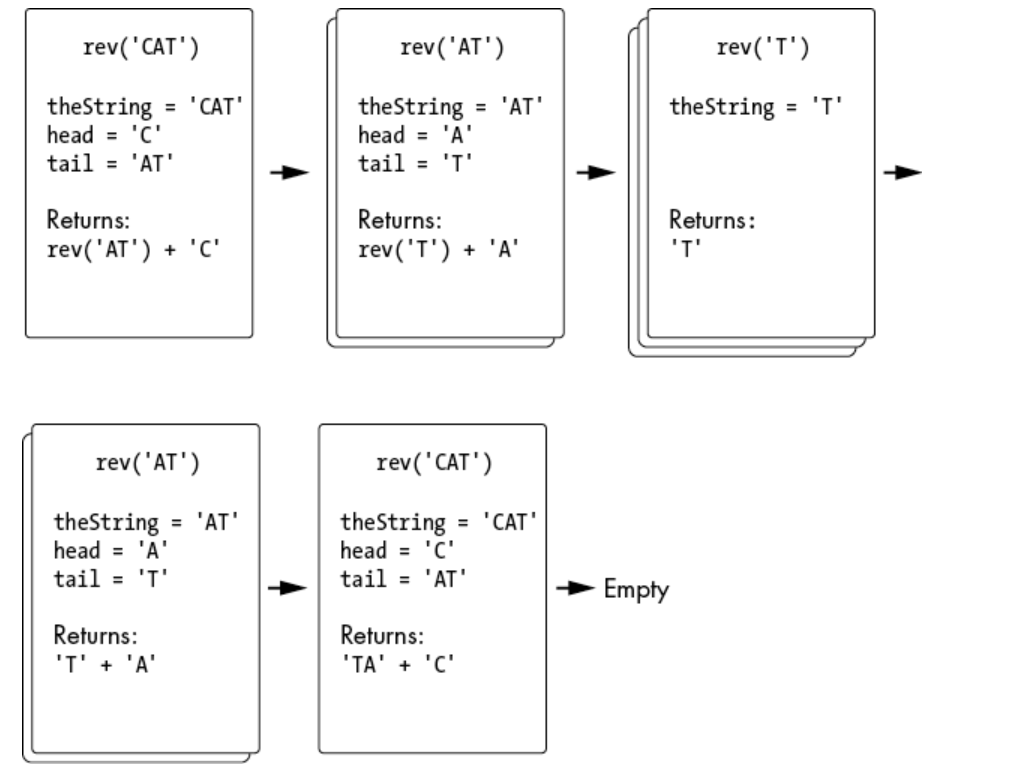 rev('CAT')
theString = 'CAT'
head = 'C'
tail = 'AT'
Returns:
rev('AT') + 'C'
rev('AT')
theString = 'AT'
head = 'A'
tail = 'T'
Returns:
rev('T') + 'A'
rev('T')
theString = 'T'
Returns:
'T'
rev('AT')
theString = 'AT'
head = 'A'
tail = 'T'
Returns:
'T' + 'A'
rev('CAT')
theString = 'CAT'
head = 'C'
tail = 'AT'
Returns:
'TA' + 'C'
Empty